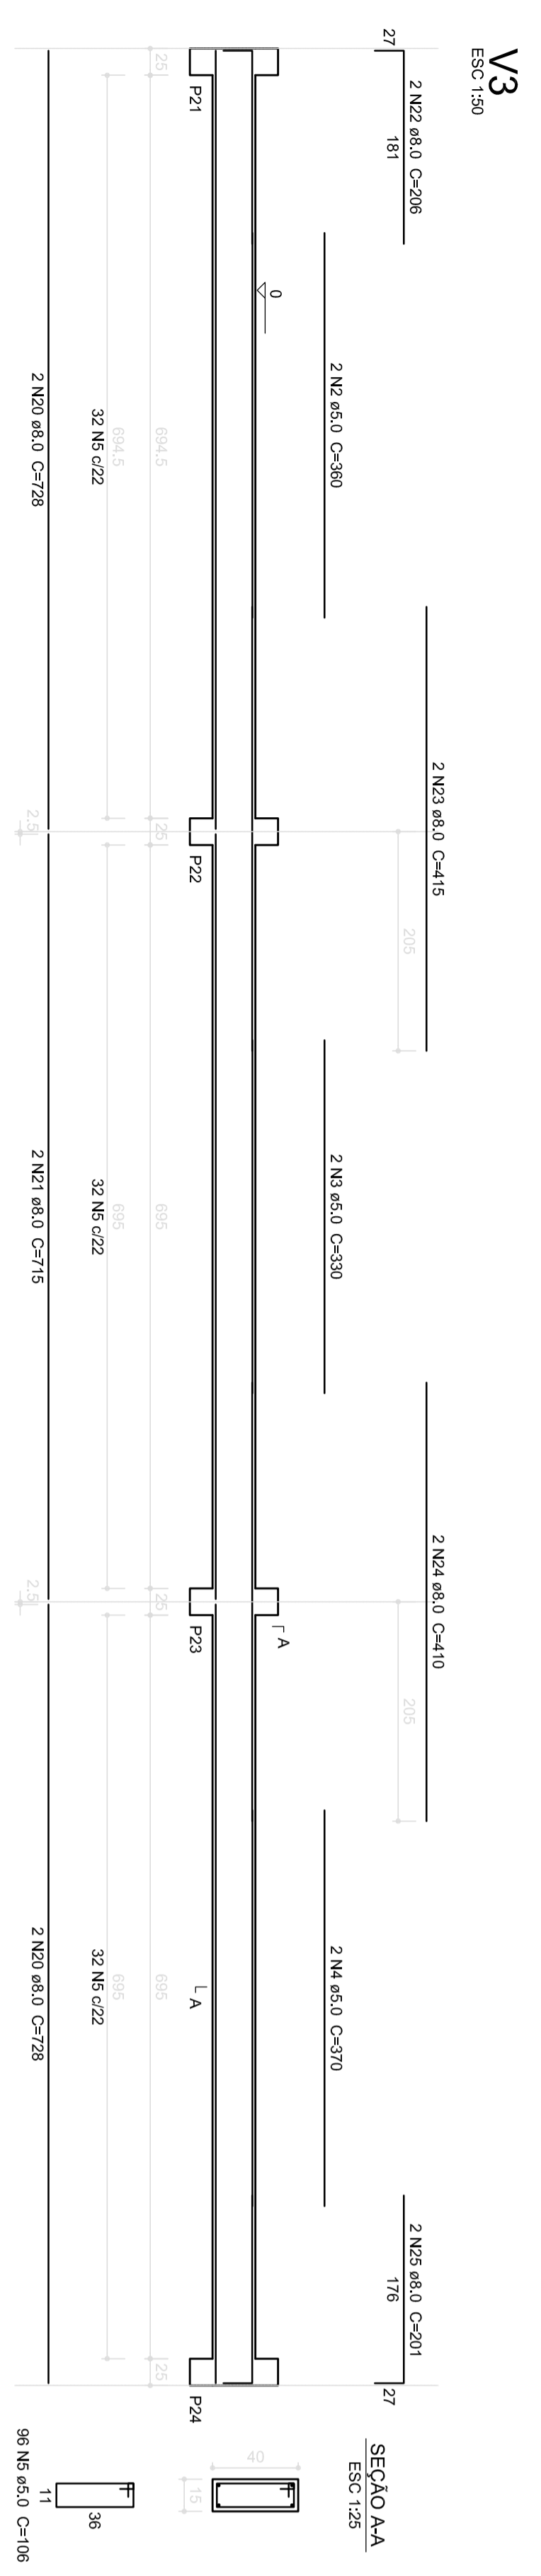 V3
ESC 1:50
2 N22 ø8.0 C=206
181
27
2 N23 ø8.0 C=415
205
2 N24 ø8.0 C=410
205
2 N25 ø8.0 C=201
176
27
2 N2 ø5.0 C=360
2 N3 ø5.0 C=330
2 N4 ø5.0 C=370
0
A
P21
P22
P23
A
P24
25
694.5
25
695
25
695
25
694.5
32 N5 c/22
695
32 N5 c/22
695
32 N5 c/22
2 N20 ø8.0 C=728
2.5
2 N21 ø8.0 C=715
2.5
2 N20 ø8.0 C=728
SEÇÃO A-A
ESC 1:25
40
15
36
11
96 N5 ø5.0 C=106